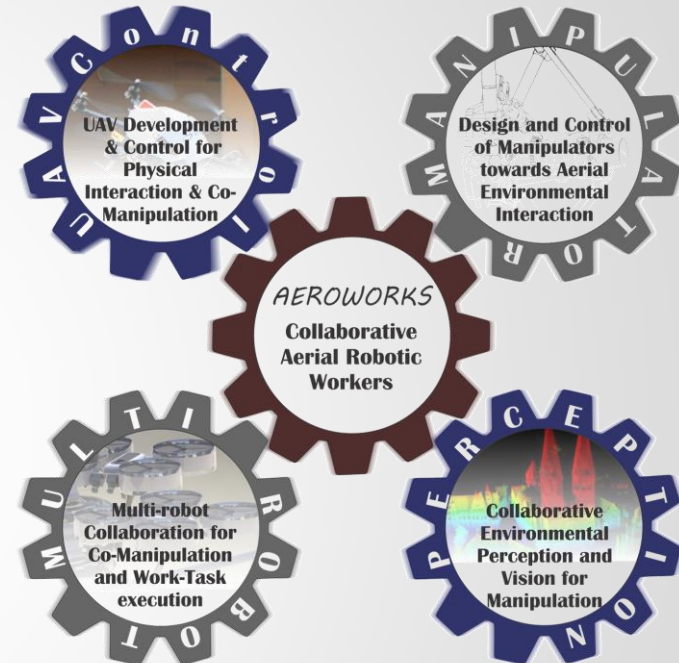 UAV Control
UAV Development
& Control for
Physical
Interaction & Co-
Manipulation
MANIPULATOR
Design and Control
of Manipulators
towards Aerial
Environmental
Interaction
AEROWORKS
Collaborative
Aerial Robotic
Workers
MULTI ROBOT
Multi-robot
Collaboration for
Co-Manipulation
and Work-Task
execution
PERCEPTION
Collaborative
Environmental
Perception and
Vision for
Manipulation